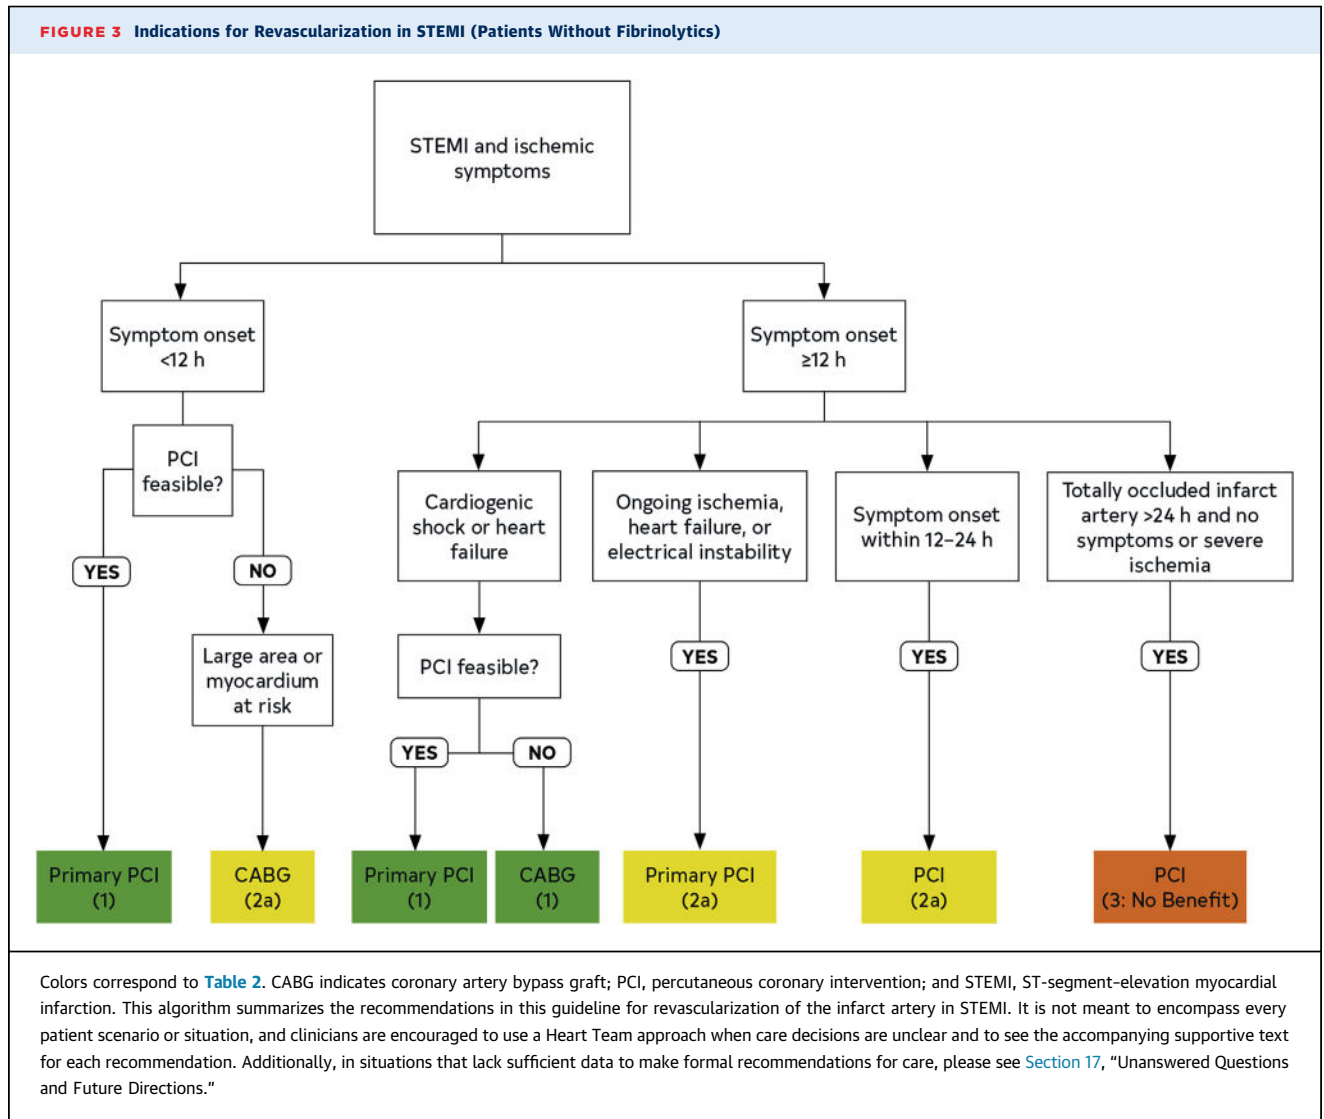 FIGURE 3 Indications for Revascularization in STEMI (Patients Without Fibrinolytics)
STEMI and ischemic
symptoms
Symptom onset
<12 h
Symptom onset
≥12 h
PCI
feasible?
YES
NO
Large area or
myocardium
at risk
Cardiogenic
shock or heart
failure
PCI feasible?
YES
NO
Ongoing ischemia,
heart failure, or
electrical instability
YES
Symptom onset
within 12–24 h
YES
Totally occluded infarct
artery >24 h and no
symptoms or severe
ischemia
YES
Primary PCI
(1)
CABG
(2a)
Primary PCI
(1)
CABG
(1)
Primary PCI
(2a)
PCI
(2a)
PCI
(3: No Benefit)
Colors correspond to Table 2. CABG indicates coronary artery bypass graft; PCI, percutaneous coronary intervention; and STEMI, ST-segment–elevation myocardial
infarction. This algorithm summarizes the recommendations in this guideline for revascularization of the infarct artery in STEMI. It is not meant to encompass every
patient scenario or situation, and clinicians are encouraged to use a Heart Team approach when care decisions are unclear and to see the accompanying supportive text
for each recommendation. Additionally, in situations that lack sufficient data to make formal recommendations for care, please see Section 17, “Unanswered Questions
and Future Directions.”